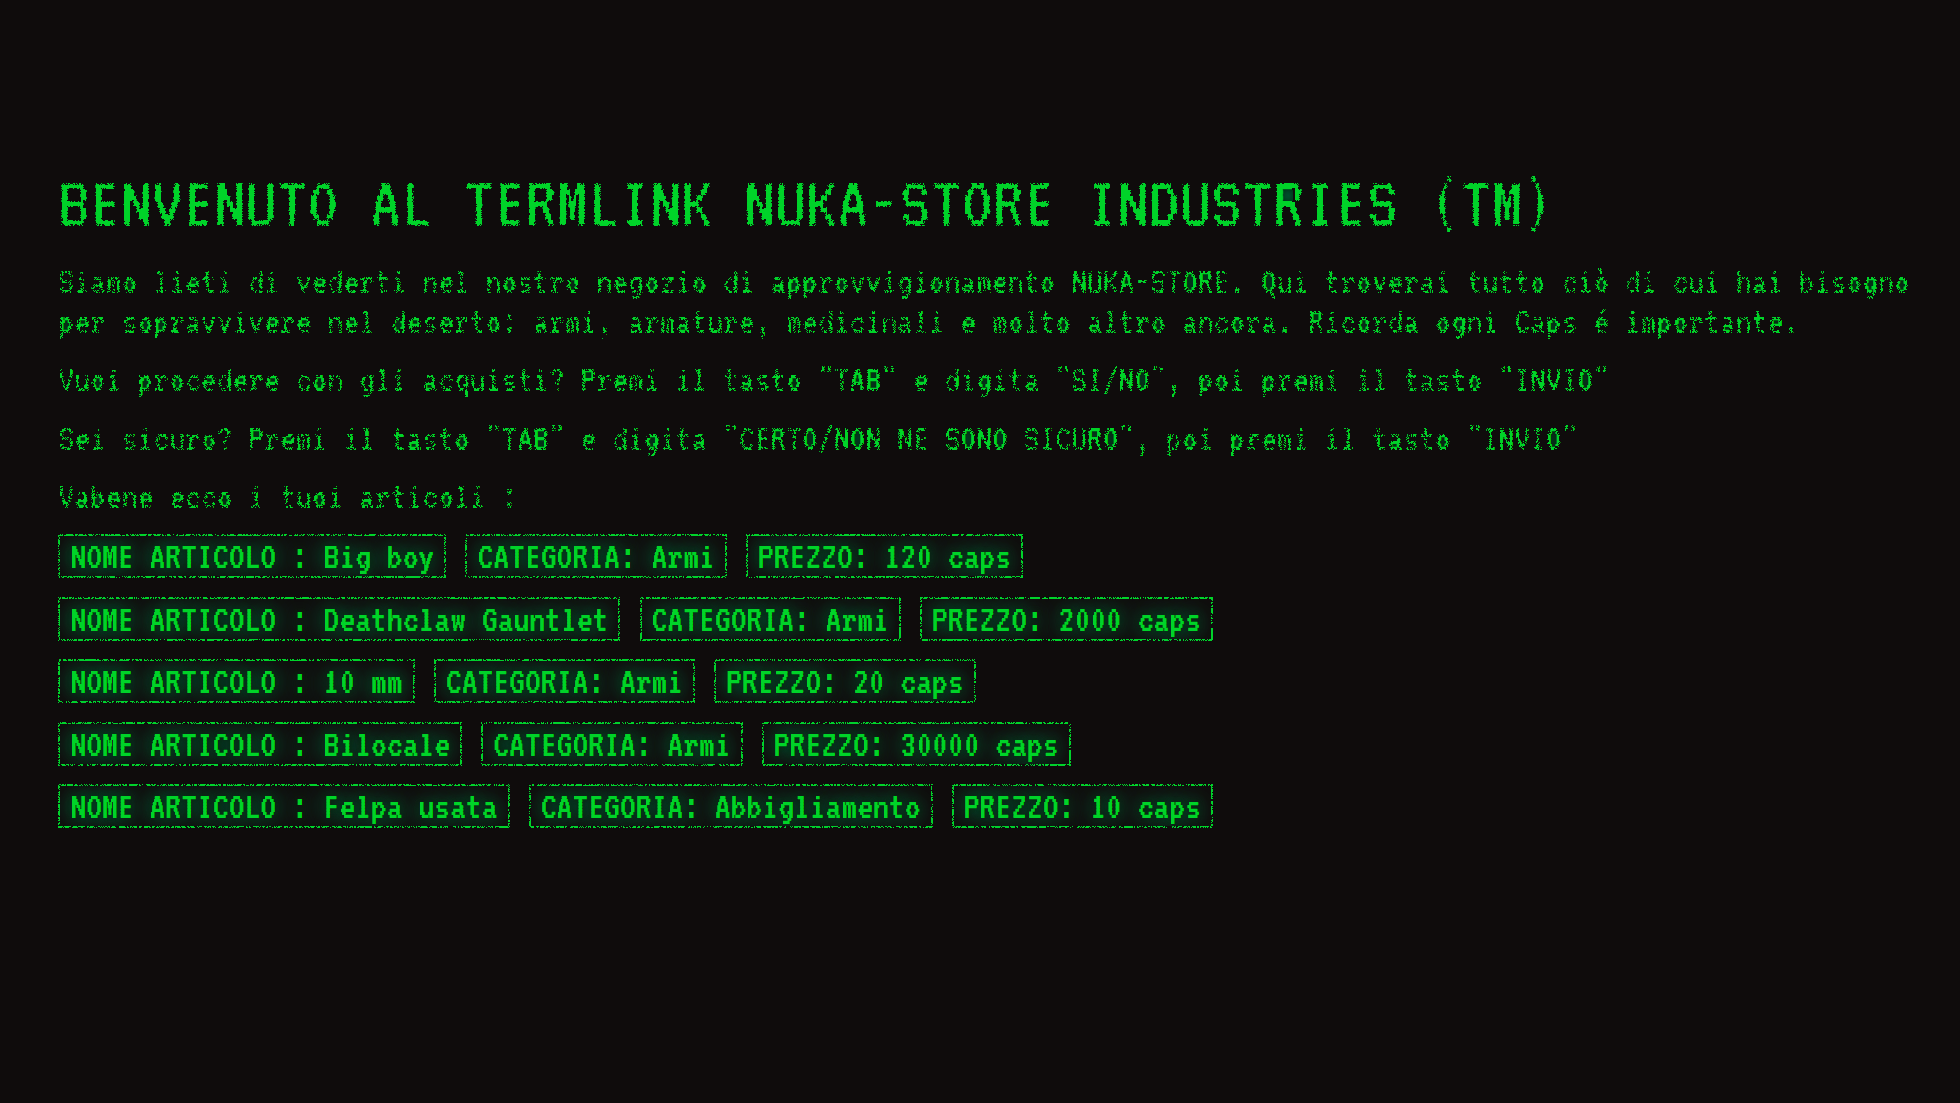 BENVENUTO AL TERMLINK NUKA-STORE INDUSTRIES (TM)
Siamo lieti di vederti nel nostro negozio di approvvigionamento NUKA-STORE. Qui troverai tutto ciò di cui hai bisogno
per sopravvivere nel deserto: armi, armature, medicinali e molto altro ancora. Ricorda ogni Caps é importante.
Vuoi procedere con gli acquisti? Premi il tasto "TAB" e digita "SI/NO", poi premi il tasto "INVIO"
Sei sicuro? Premi il tasto "TAB" e digita "CERTO/NON NE SONO SICURO", poi premi il tasto "INVIO"
Vabene ecco i tuoi articoli :
NOME ARTICOLO : Big boy CATEGORIA: Armi PREZZO: 120 caps
NOME ARTICOLO : Deathclaw Gauntlet CATEGORIA: Armi PREZZO: 2000 caps
NOME ARTICOLO : 10 mm CATEGORIA: Armi PREZZO: 20 caps
NOME ARTICOLO : Bilocale CATEGORIA: Armi PREZZO: 30000 caps
NOME ARTICOLO : Felpa usata CATEGORIA: Abbigliamento PREZZO: 10 caps